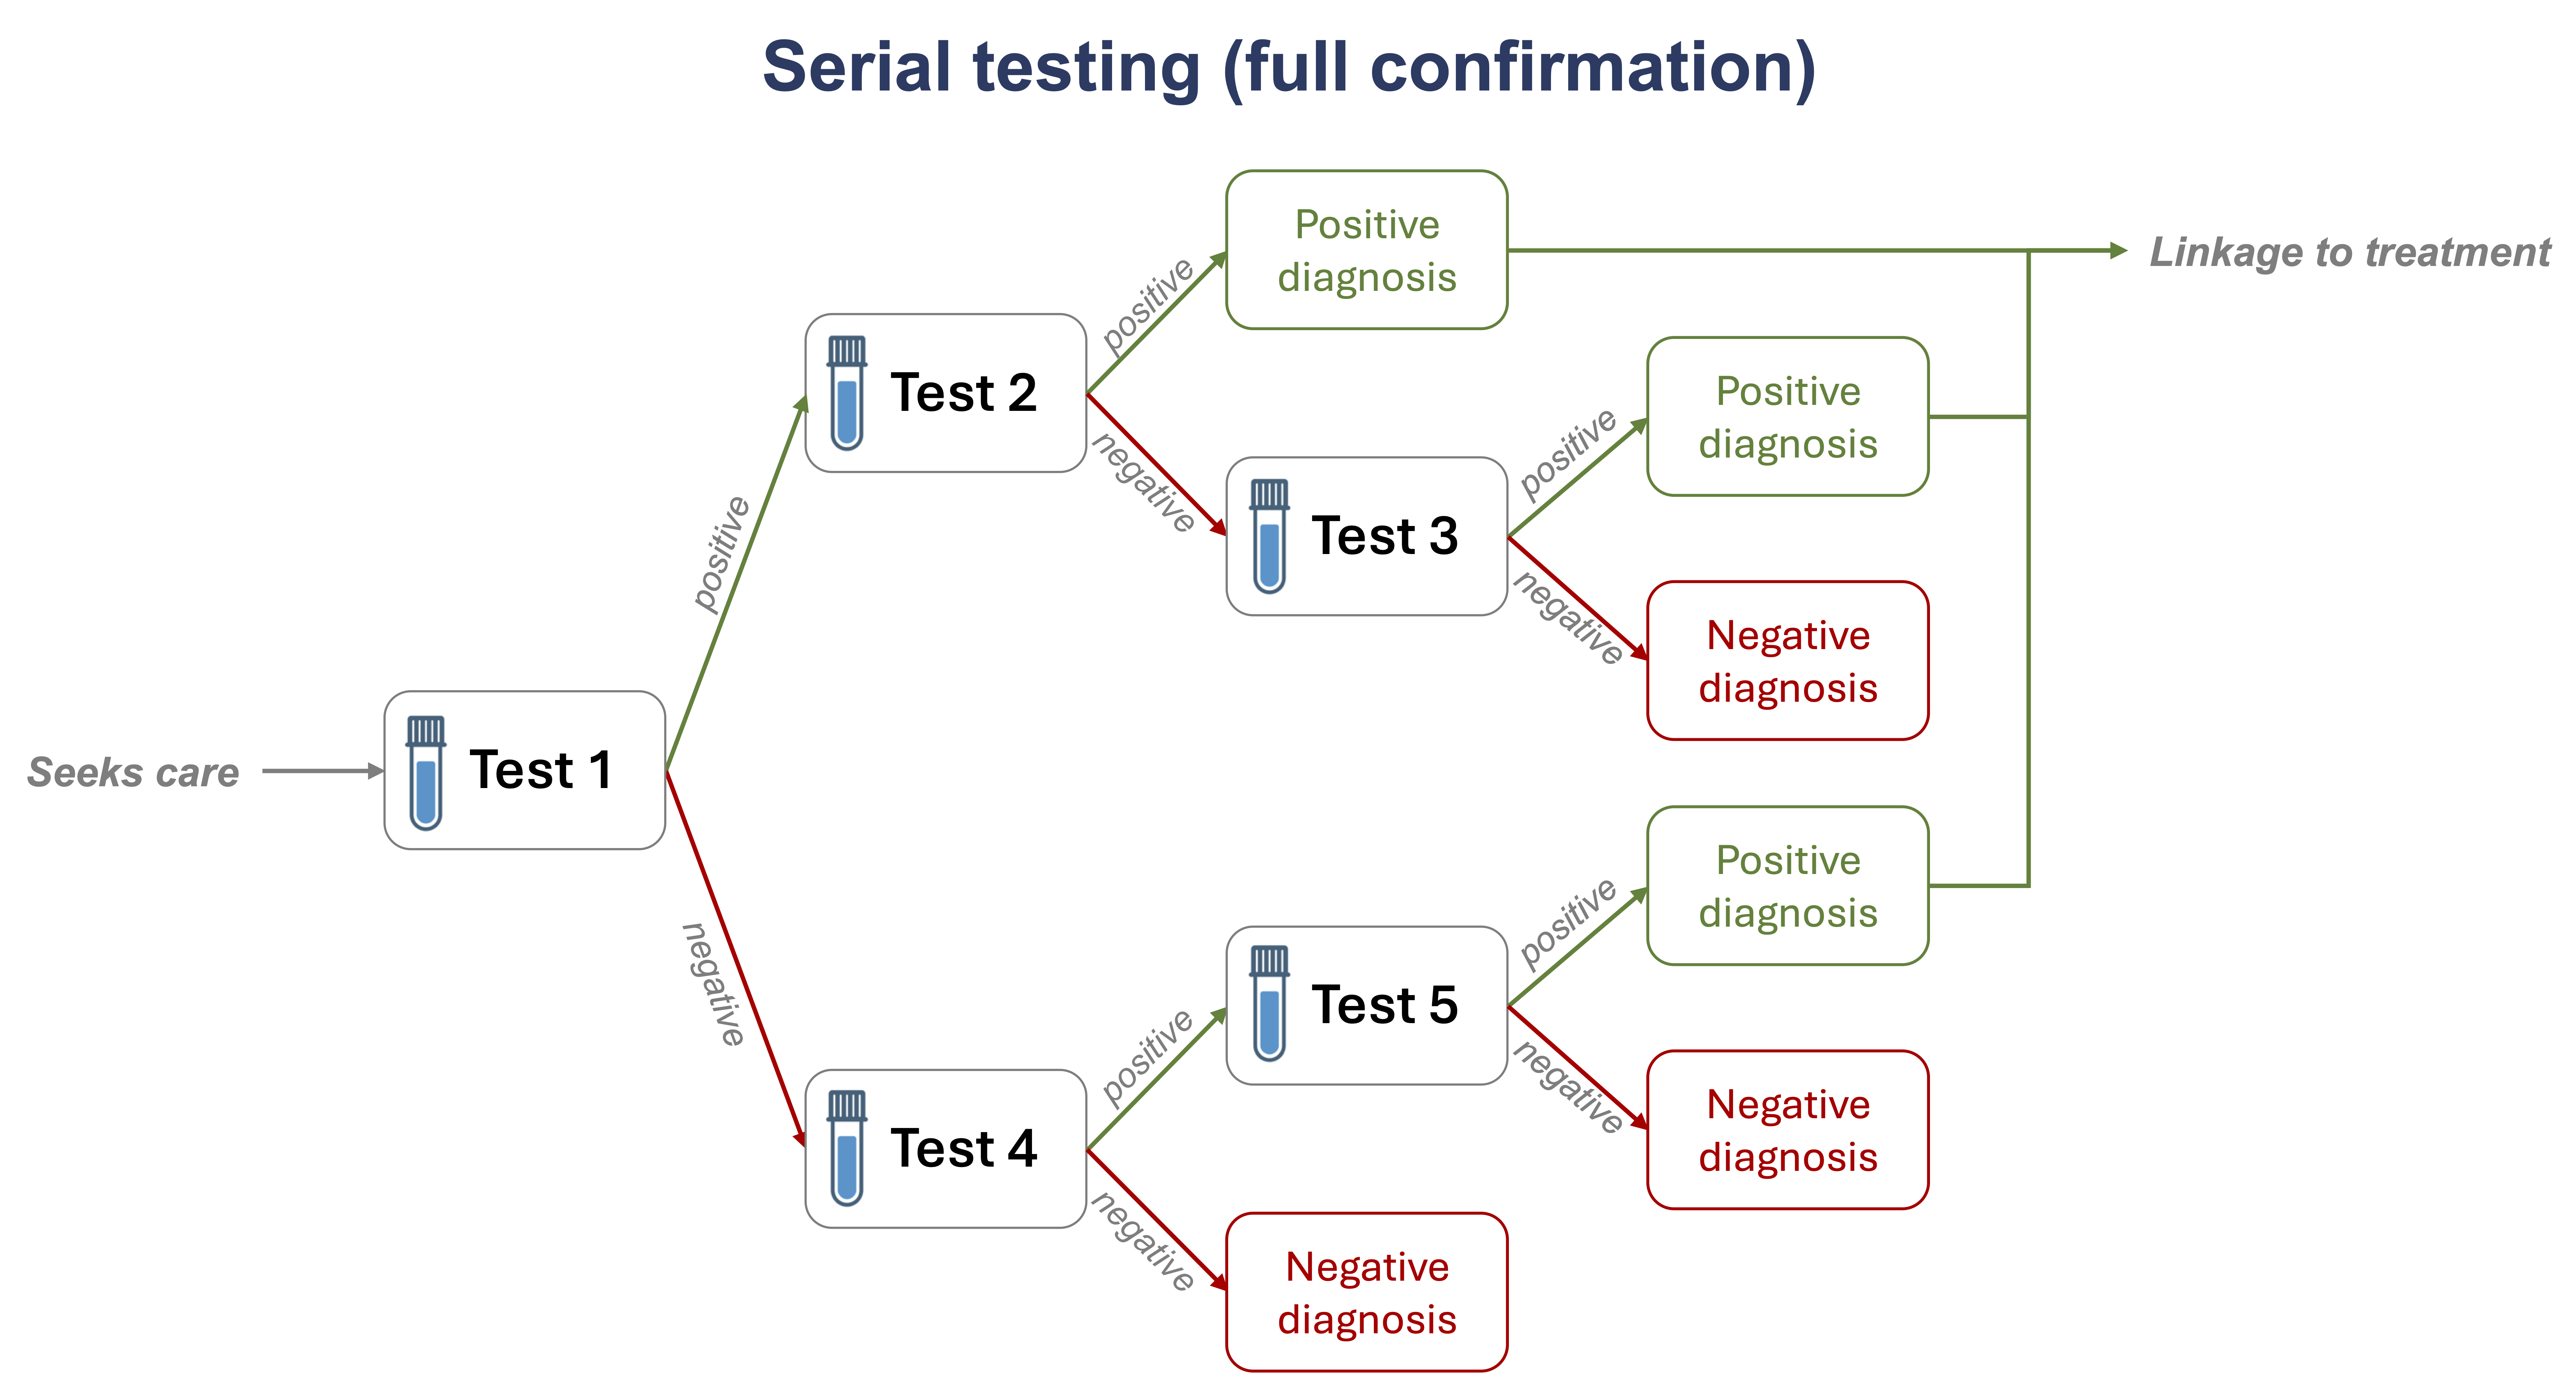 Serial testing (full confirmation)
Positive
diagnosis
Linkage to treatment
positive
Test 2
negative
Positive
diagnosis
positive
Test 3
negative
Negative
diagnosis
positive
Seeks care
Test 1
negative
Positive
diagnosis
positive
Test 5
negative
Negative
diagnosis
positive
Test 4
negative
Negative
diagnosis